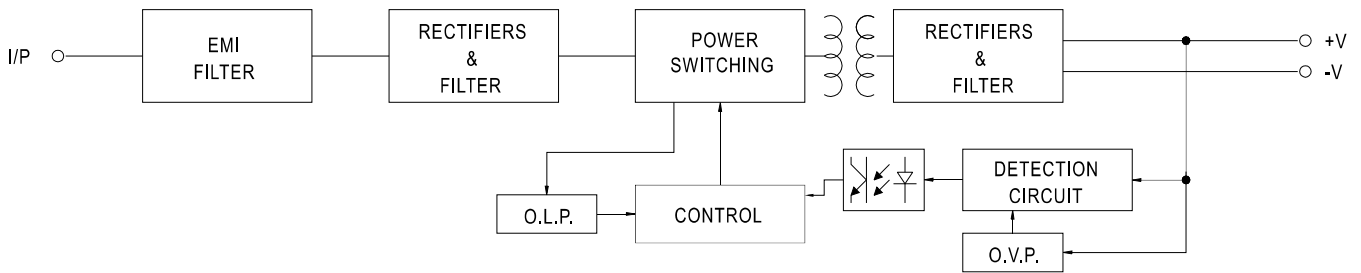 I/P
EMI
FILTER
RECTIFIERS
&
FILTER
POWER
SWITCHING
RECTIFIERS
&
FILTER
+V
-V
O.L.P.
CONTROL
DETECTION
CIRCUIT
O.V.P.